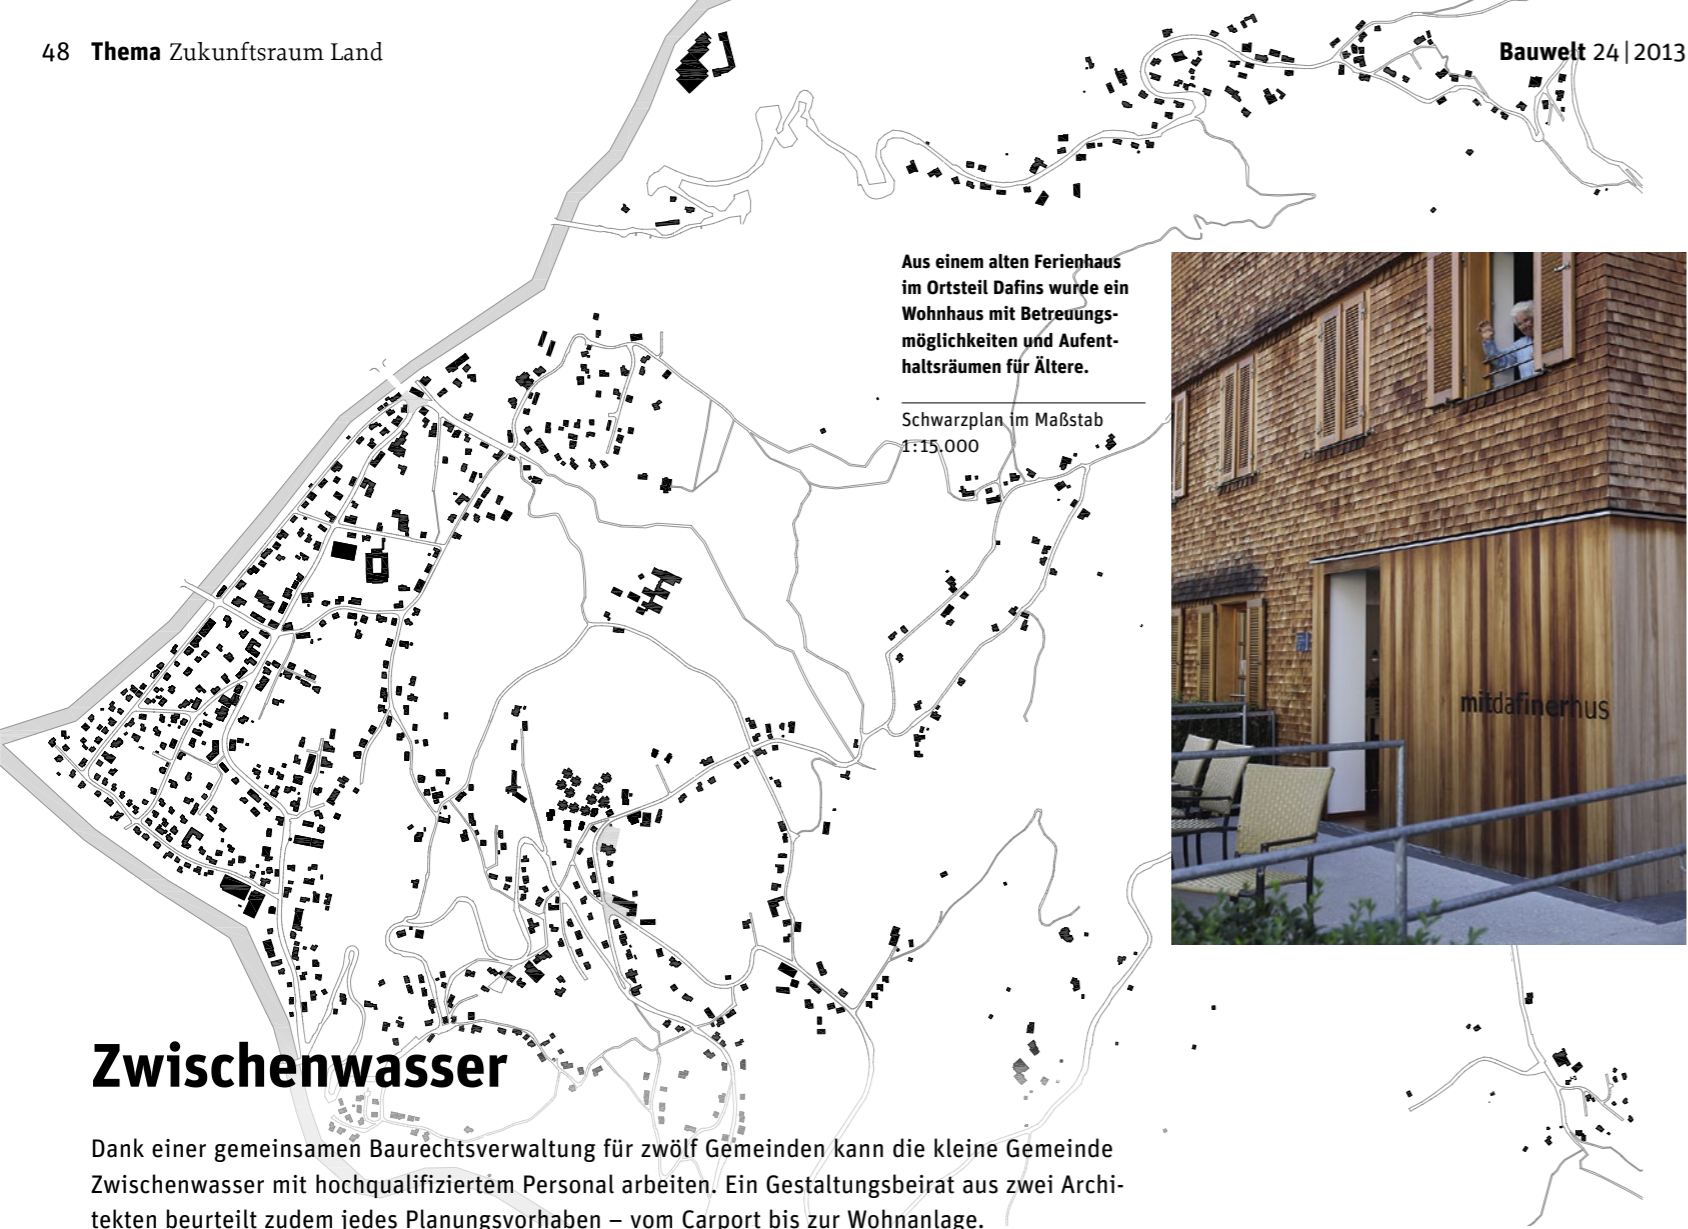 48 Thema Zukunftsraum Land
Bauwelt 24|2013
Aus einem alten Ferienhaus
im Ortsteil Dafins wurde ein
Wohnhaus mit Betreuungs-
möglichkeiten und Aufent-
haltsräumen für Ältere.
Schwarzplan im Maßstab
1:15.000
mitdafinerhus
Zwischenwasser
Dank einer gemeinsamen Baurechtsverwaltung für zwölf Gemeinden kann die kleine Gemeinde
Zwischenwasser mit hochqualifiziertem Personal arbeiten. Ein Gestaltungsbeirat aus zwei Archi-
tekten beurteilt zudem jedes Planungsvorhaben – vom Carport bis zur Wohnanlage.